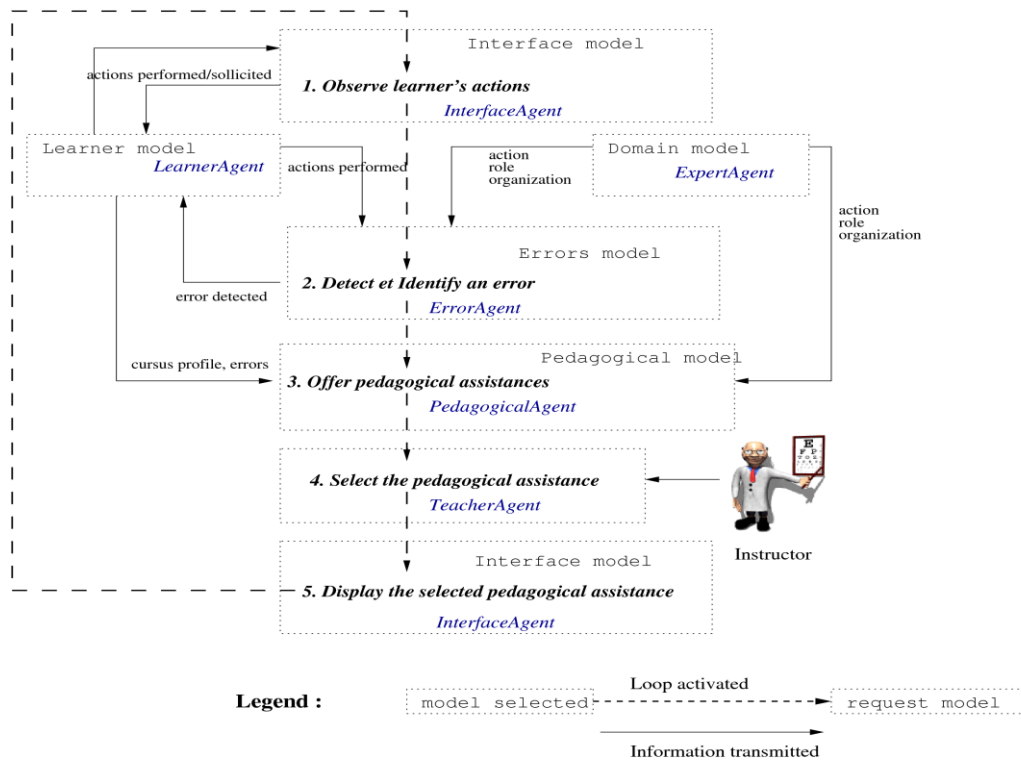 Interface model
actions performed/sollicited
1. Observe learner's actions
InterfaceAgent
Learner model
LearnerAgent
actions performed
action
role
organization
Domain model
ExpertAgent
action
role
organization
Errors model
2. Detect et Identify an error
ErrorAgent
error detected
Pedagogical model
cursus profile, errors
3. Offer pedagogical assistances
PedagogicalAgent
4. Select the pedagogical assistance
TeacherAgent
E
F P
Instructor
Interface model
5. Display the selected pedagogical assistance
InterfaceAgent
Legend :
model selected
Loop activated
request model
Information transmitted